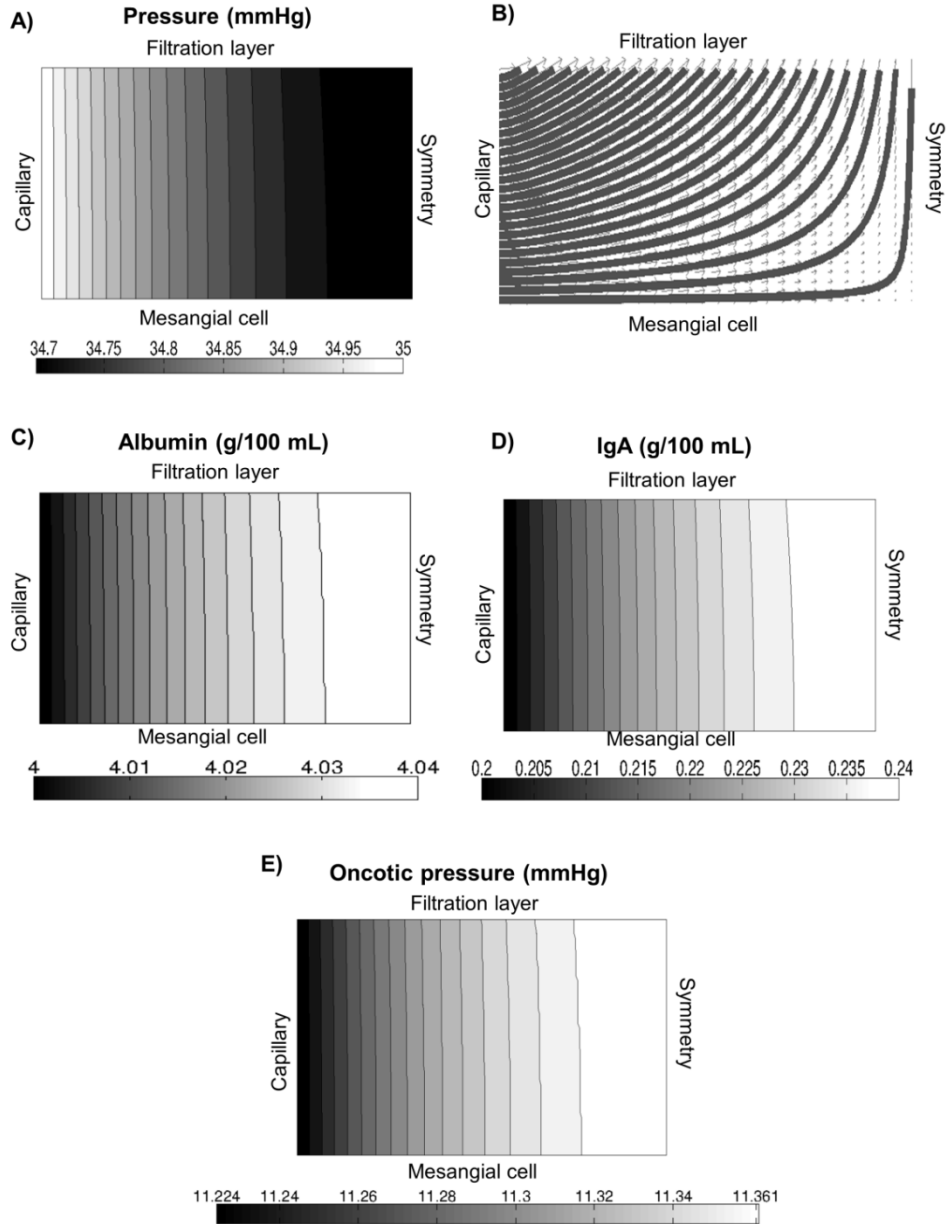 A)
Pressure (mmHg)
Filtration layer
Capillary
Symmetry
Mesangial cell
34.7 34.75 34.8 34.85 34.9 34.95 35
B)
Filtration layer
Capillary
Symmetry
Mesangial cell
C)
Albumin (g/100 mL)
Filtration layer
Capillary
Symmetry
Mesangial cell
4 4.01 4.02 4.03 4.04
D)
IgA (g/100 mL)
Filtration layer
Capillary
Symmetry
Mesangial cell
0.2 0.205 0.21 0.215 0.22 0.225 0.23 0.235 0.24
E)
Oncotic pressure (mmHg)
Filtration layer
Capillary
Symmetry
Mesangial cell
11.224 11.24 11.26 11.28 11.3 11.32 11.34 11.361